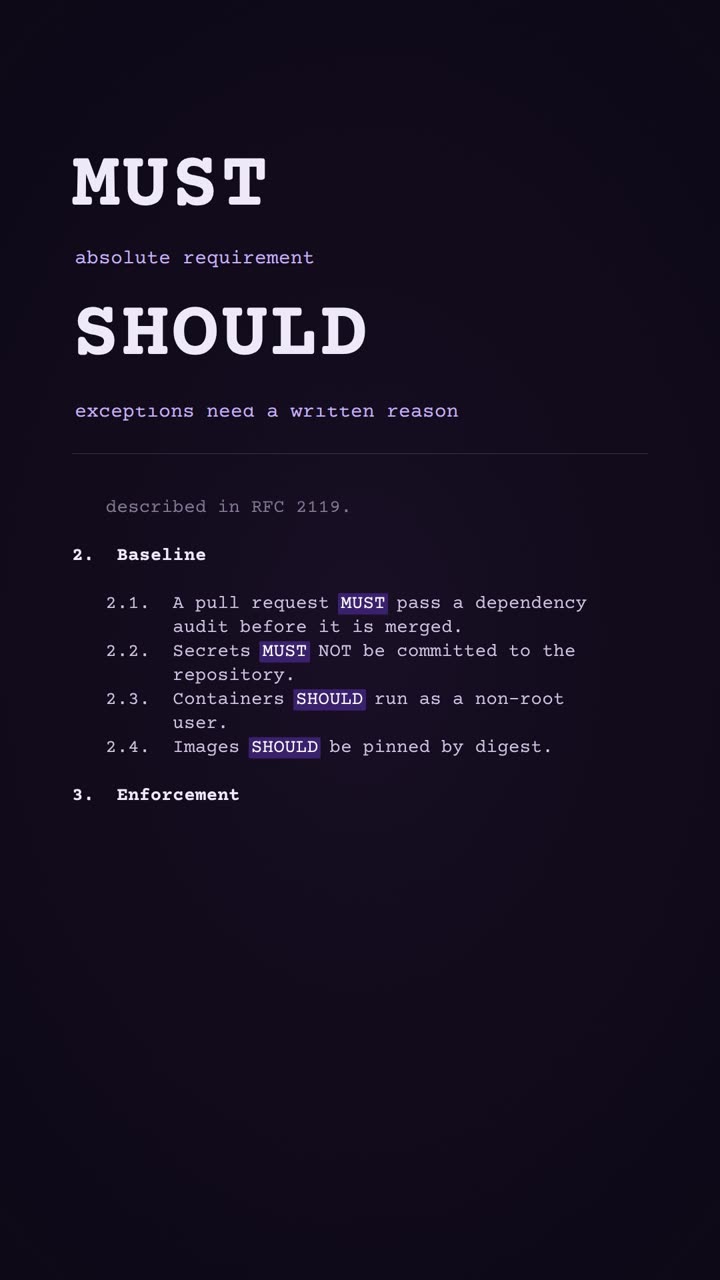 MUST
absolute requirement
SHOULD
exceptions need a written reason
described in RFC 2119.
2. Baseline
2.1. A pull request MUST pass a dependency
audit before it is merged.
2.2. Secrets MUST NOT be committed to the
repository.
2.3. Containers SHOULD run as a non-root
user.
2.4. Images SHOULD be pinned by digest.
3. Enforcement